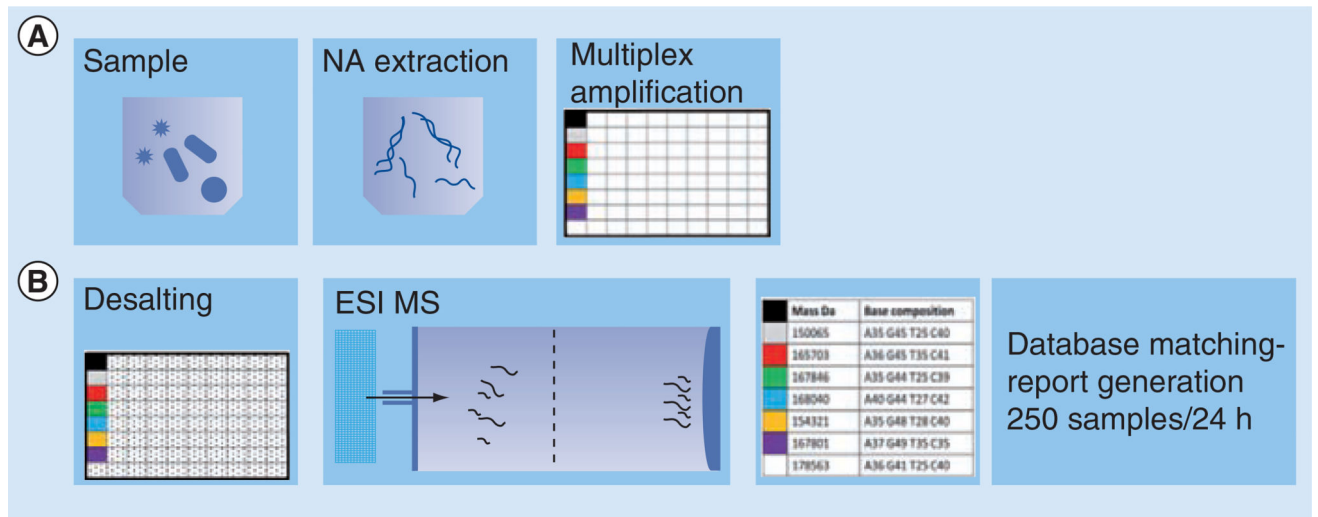 A
Sample
NA extraction
Multiplex
amplification
B
Desalting
ESI MS
Mass Da Base composition
150065 A35 G45 T25 C40
165703 A36 G45 T35 C41
167846 A35 G44 T25 C39
168040 A40 G44 T27 C42
154321 A35 G48 T28 C40
167801 A37 G49 T35 C35
178563 A36 G41 T25 C40
Database matching-
report generation
250 samples/24 h